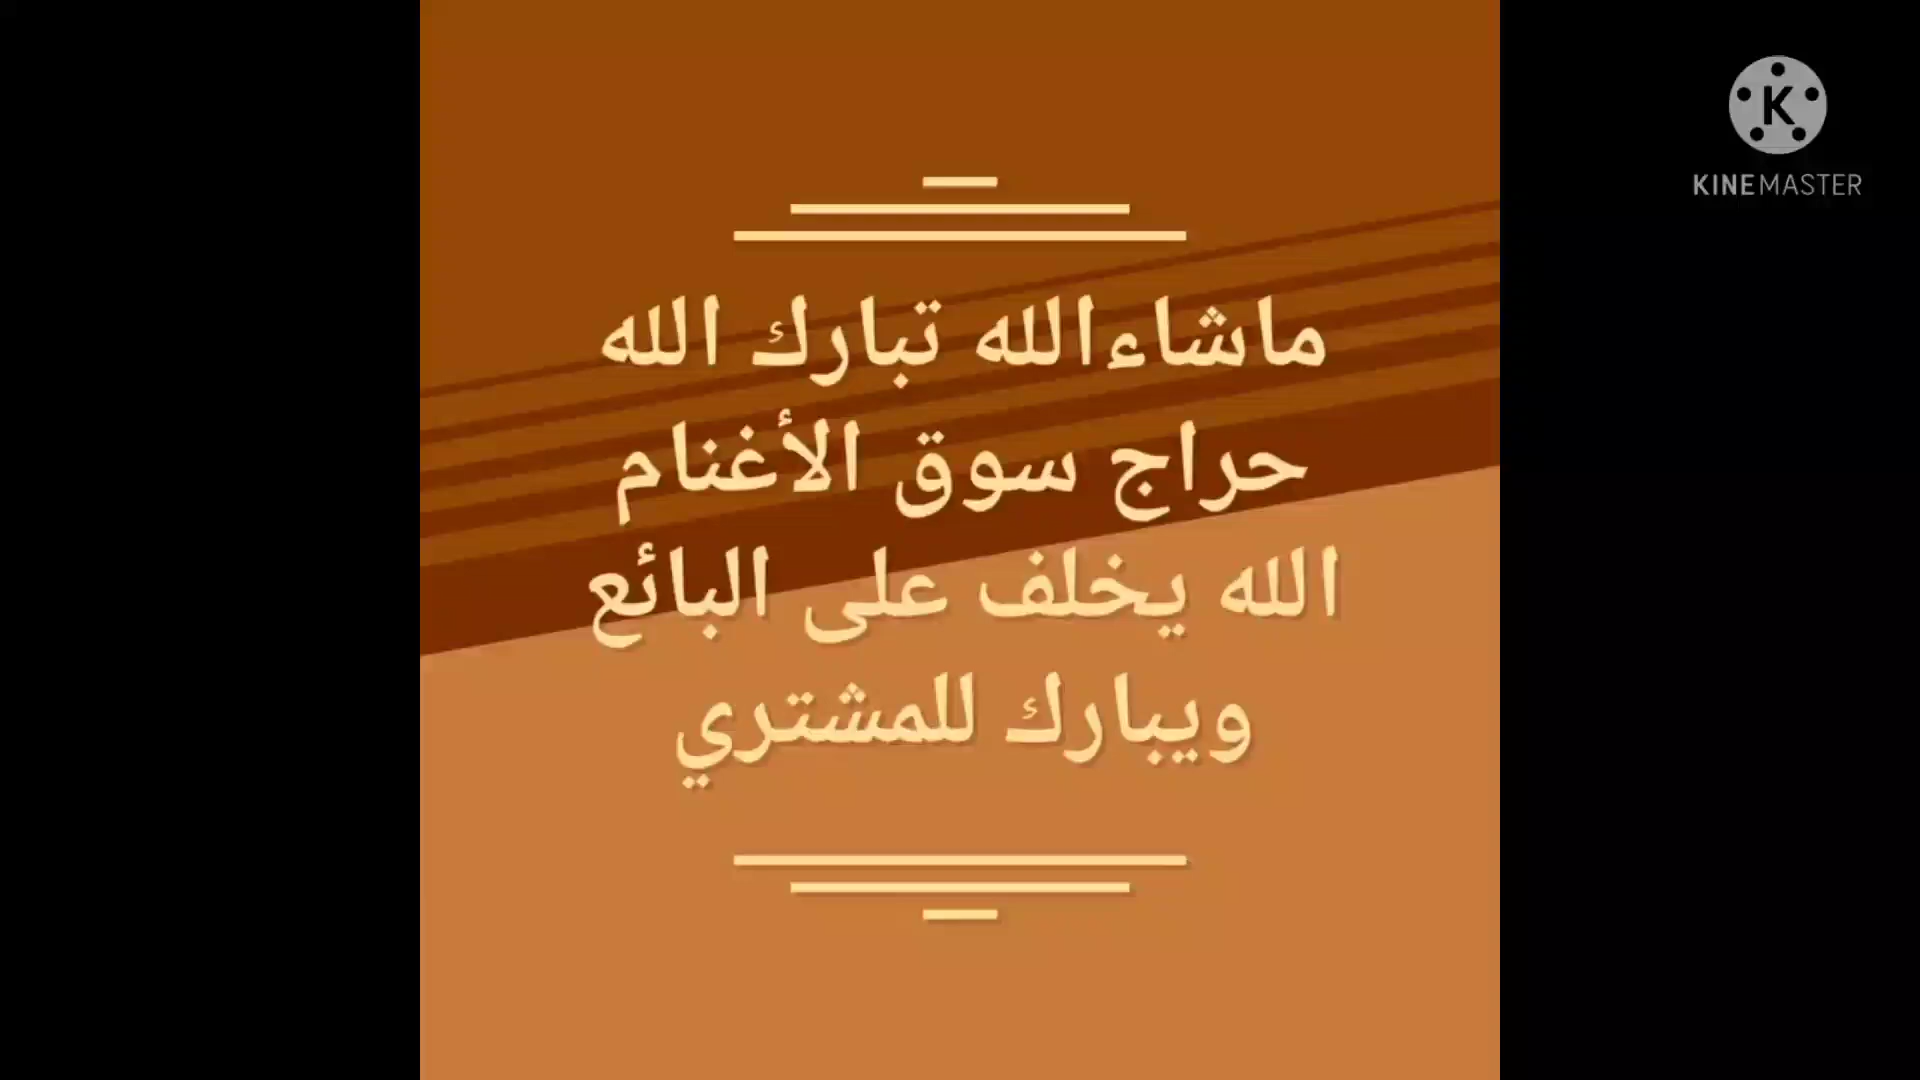 ماشاءالله تبارك الله
حراج سوق الأغنام
الله يخلف على البائع
ويبارك للمشتري
K
KINEMASTER